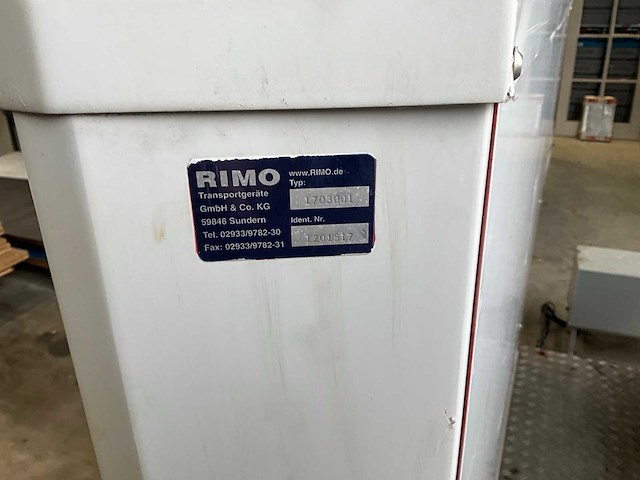 RIMO
Transportgeräte
GmbH & Co. KG
59846 Sundern
Tel. 02933/9782-30
Fax: 02933/9782-31
www.RIMO.de
Typ:
1703001
Ident. Nr.
1201517